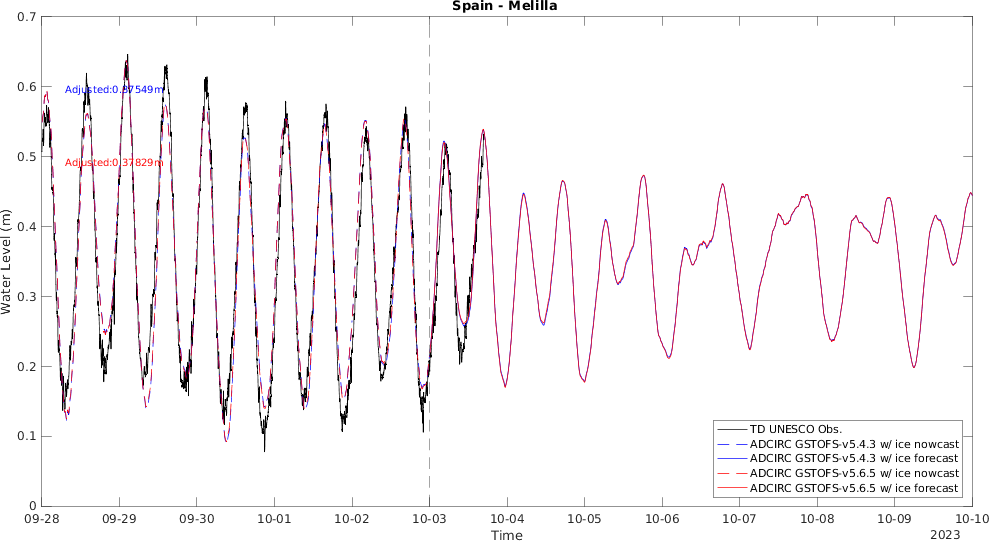 Spain - Melilla
0.7
0.6
0.5
0.4
0.3
0.2
0.1
0
Water Level (m)
Adjusted:0.37549m
Adjusted:0.37829m
TD UNESCO Obs.
ADCIRC GSTOFS-v5.4.3 w/ ice nowcast
ADCIRC GSTOFS-v5.4.3 w/ ice forecast
ADCIRC GSTOFS-v5.6.5 w/ ice nowcast
ADCIRC GSTOFS-v5.6.5 w/ ice forecast
09-28 09-29 09-30 10-01 10-02 10-03 10-04 10-05 10-06 10-07 10-08 10-09 10-10
Time
2023